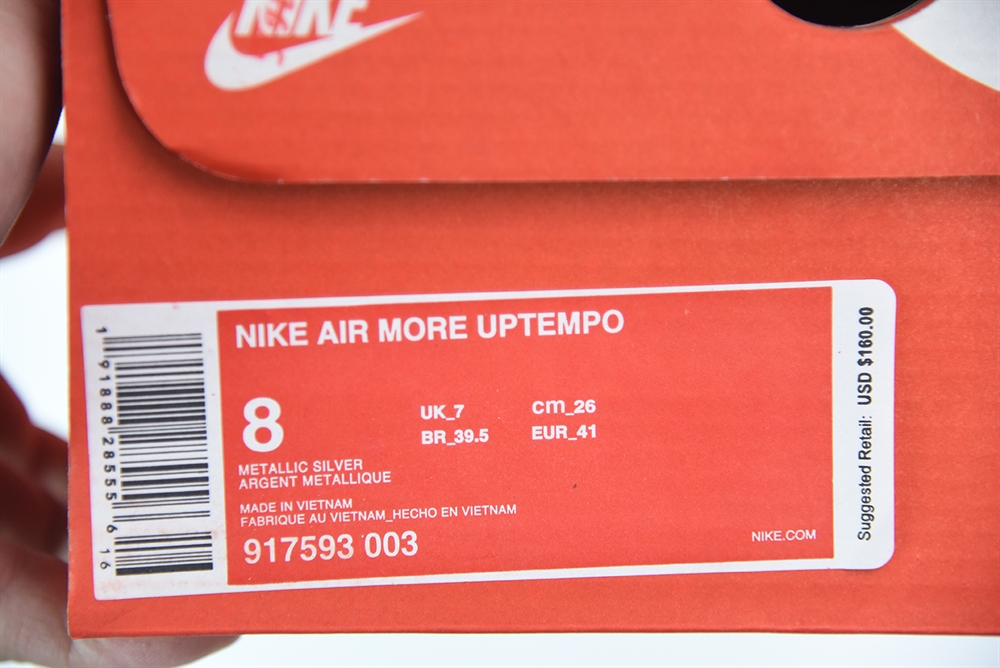 NIKE
NIKE AIR MORE UPTEMPO
8
UK_7 cm_26
BR_39.5 EUR_41
METALLIC SILVER
ARGENT METALLIQUE
MADE IN VIETNAM
FABRIQUE AU VIETNAM_HECHO EN VIETNAM
917593 003
NIKE.COM
1 91888 28555 6 16
Suggested Retail: USD $160.00